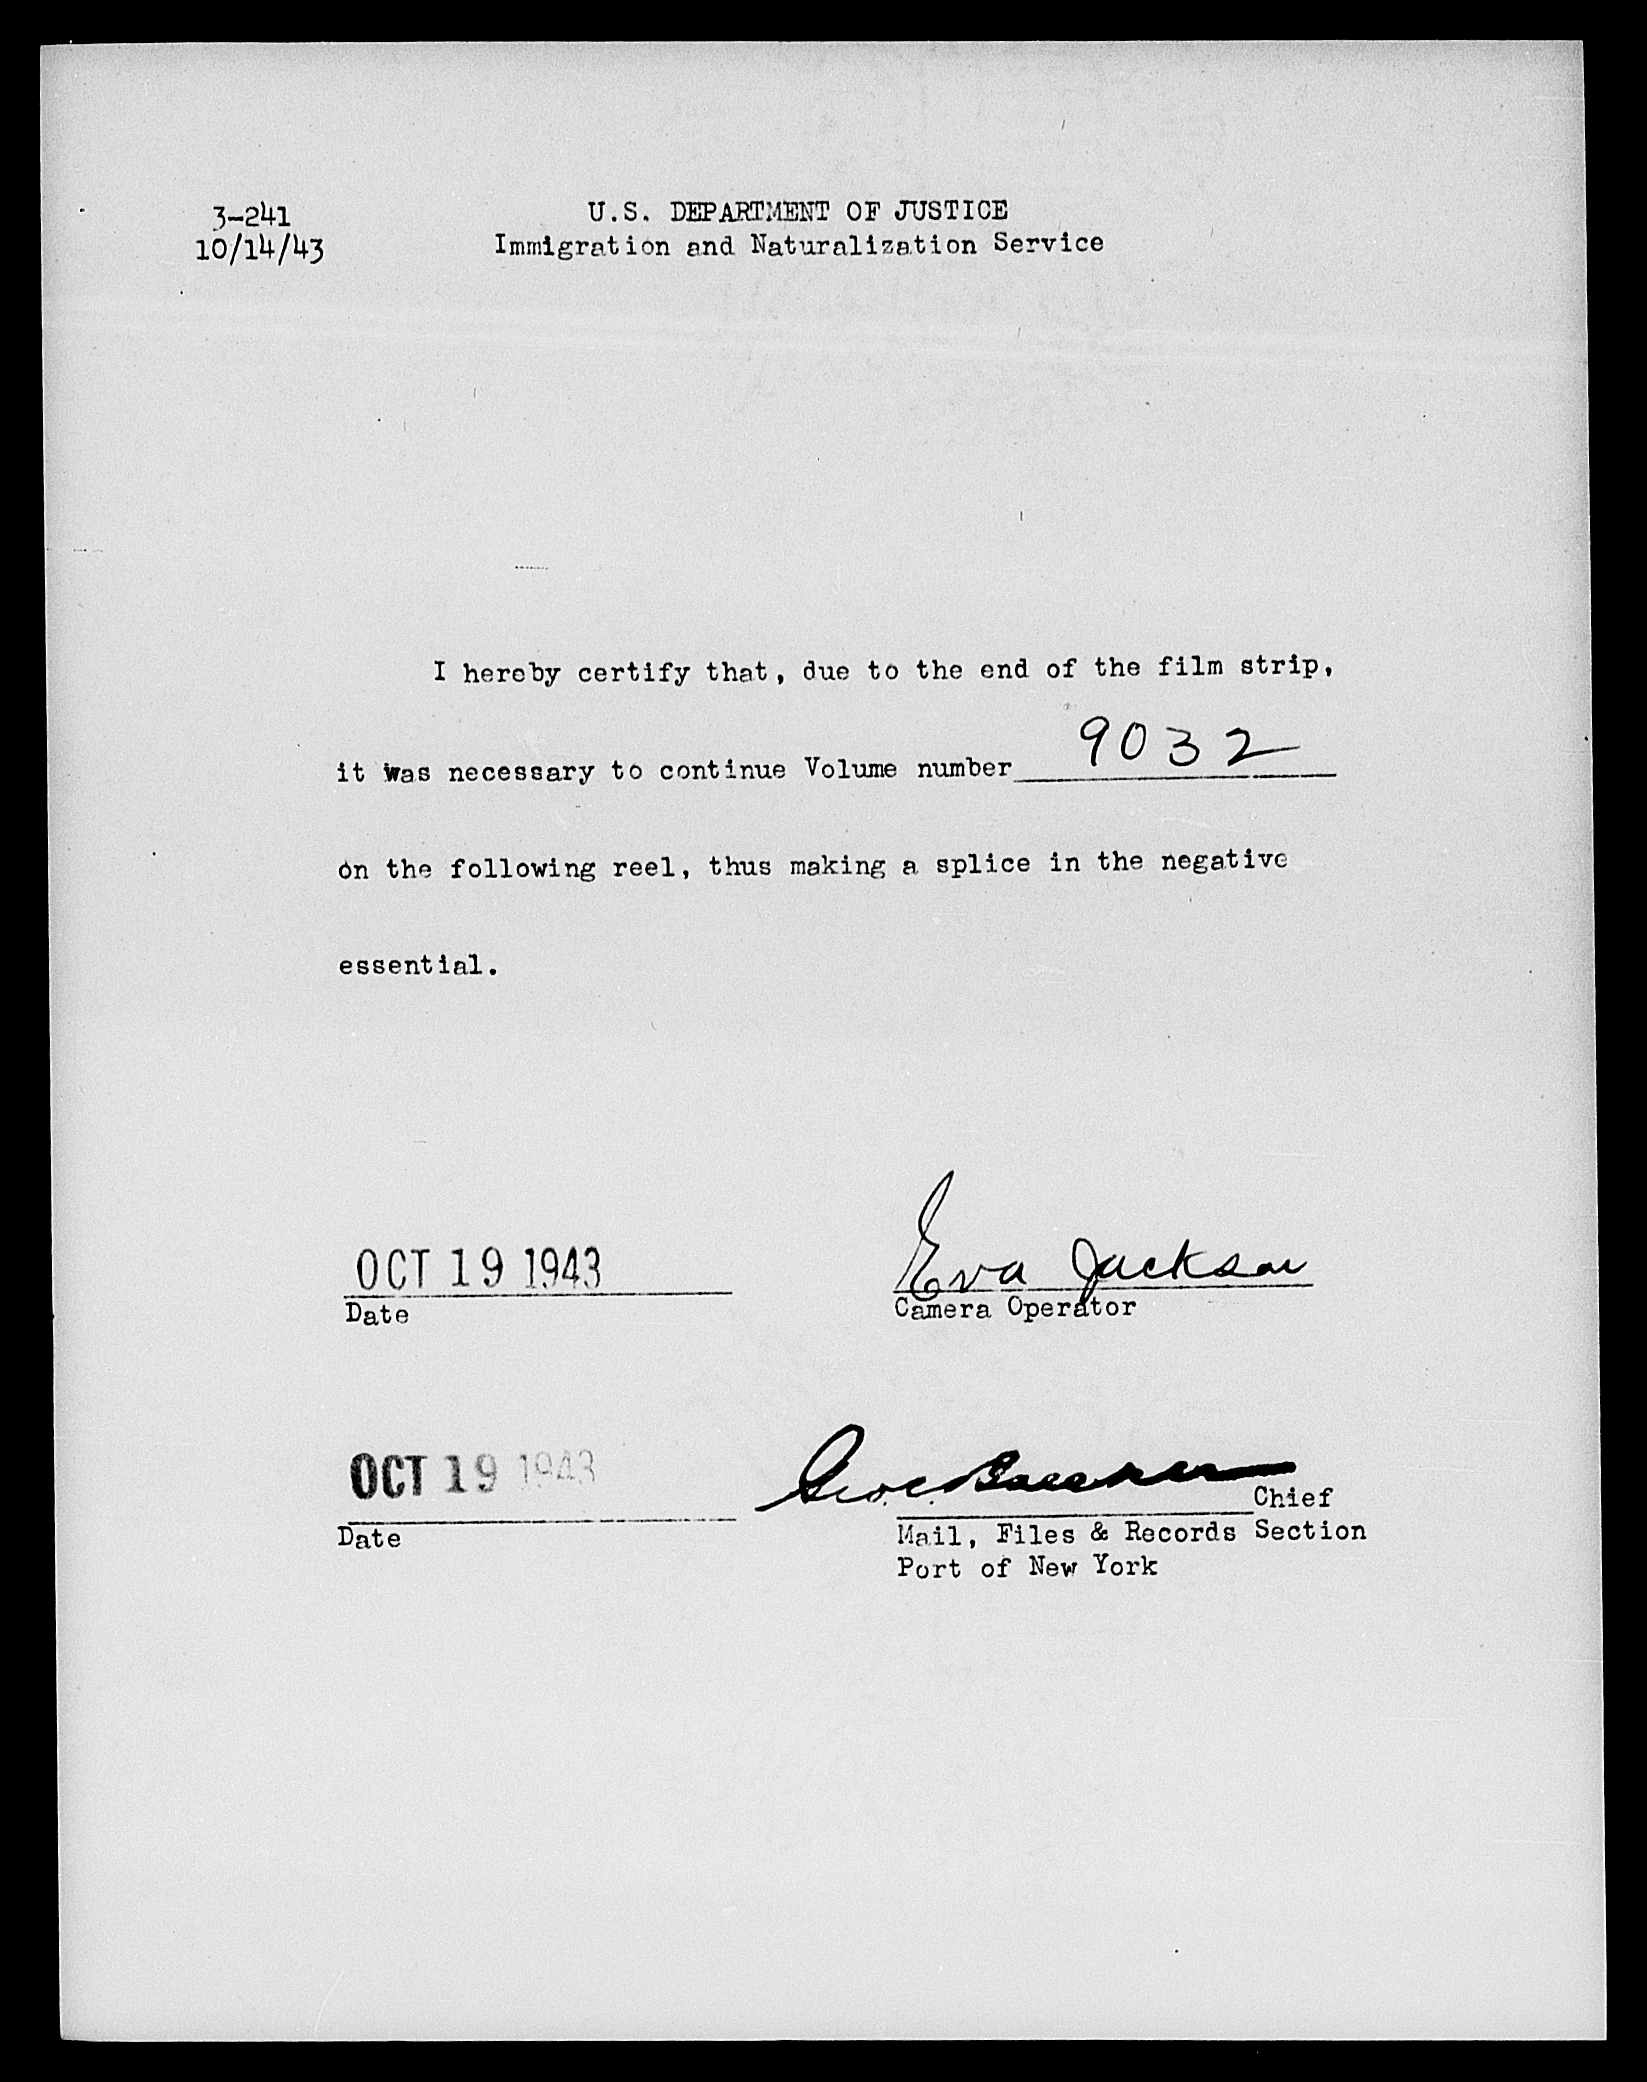 3-241
10/14/43
U.S. DEPARTMENT OF JUSTICE
Immigration and Naturalization Service
I hereby certify that, due to the end of the film strip,
it was necessary to continue Volume number 9032
on the following reel, thus making a splice in the negative
essential.
OCT 19 1943
Date
Eva Jackson
Camera Operator
OCT 19 1943
Date
Chief
Mail, Files & Records Section
Port of New York